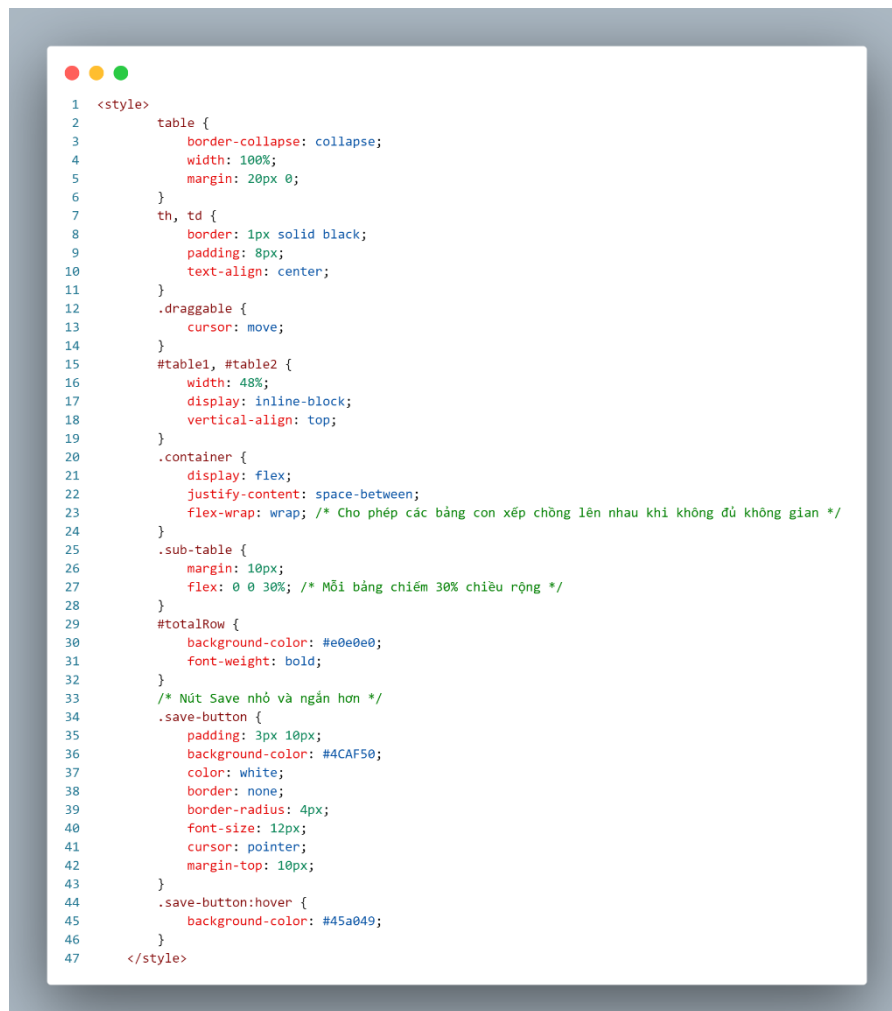 1 <style>
2 table {
3 border-collapse: collapse;
4 width: 100%;
5 margin: 20px 0;
6 }
7 th, td {
8 border: 1px solid black;
9 padding: 8px;
10 text-align: center;
11 }
12 .draggable {
13 cursor: move;
14 }
15 #table1, #table2 {
16 width: 48%;
17 display: inline-block;
18 vertical-align: top;
19 }
20 .container {
21 display: flex;
22 justify-content: space-between;
23 flex-wrap: wrap; /* Cho phép các bảng con xếp chồng lên nhau khi không đủ không gian */
24 }
25 .sub-table {
26 margin: 10px;
27 flex: 0 0 30%; /* Mỗi bảng chiếm 30% chiều rộng */
28 }
29 #totalRow {
30 background-color: #e0e0e0;
31 font-weight: bold;
32 }
33 /* Nút Save nhỏ và ngắn hơn */
34 .save-button {
35 padding: 3px 10px;
36 background-color: #4CAF50;
37 color: white;
38 border: none;
39 border-radius: 4px;
40 font-size: 12px;
41 cursor: pointer;
42 margin-top: 10px;
43 }
44 .save-button:hover {
45 background-color: #45a049;
46 }
47 </style>